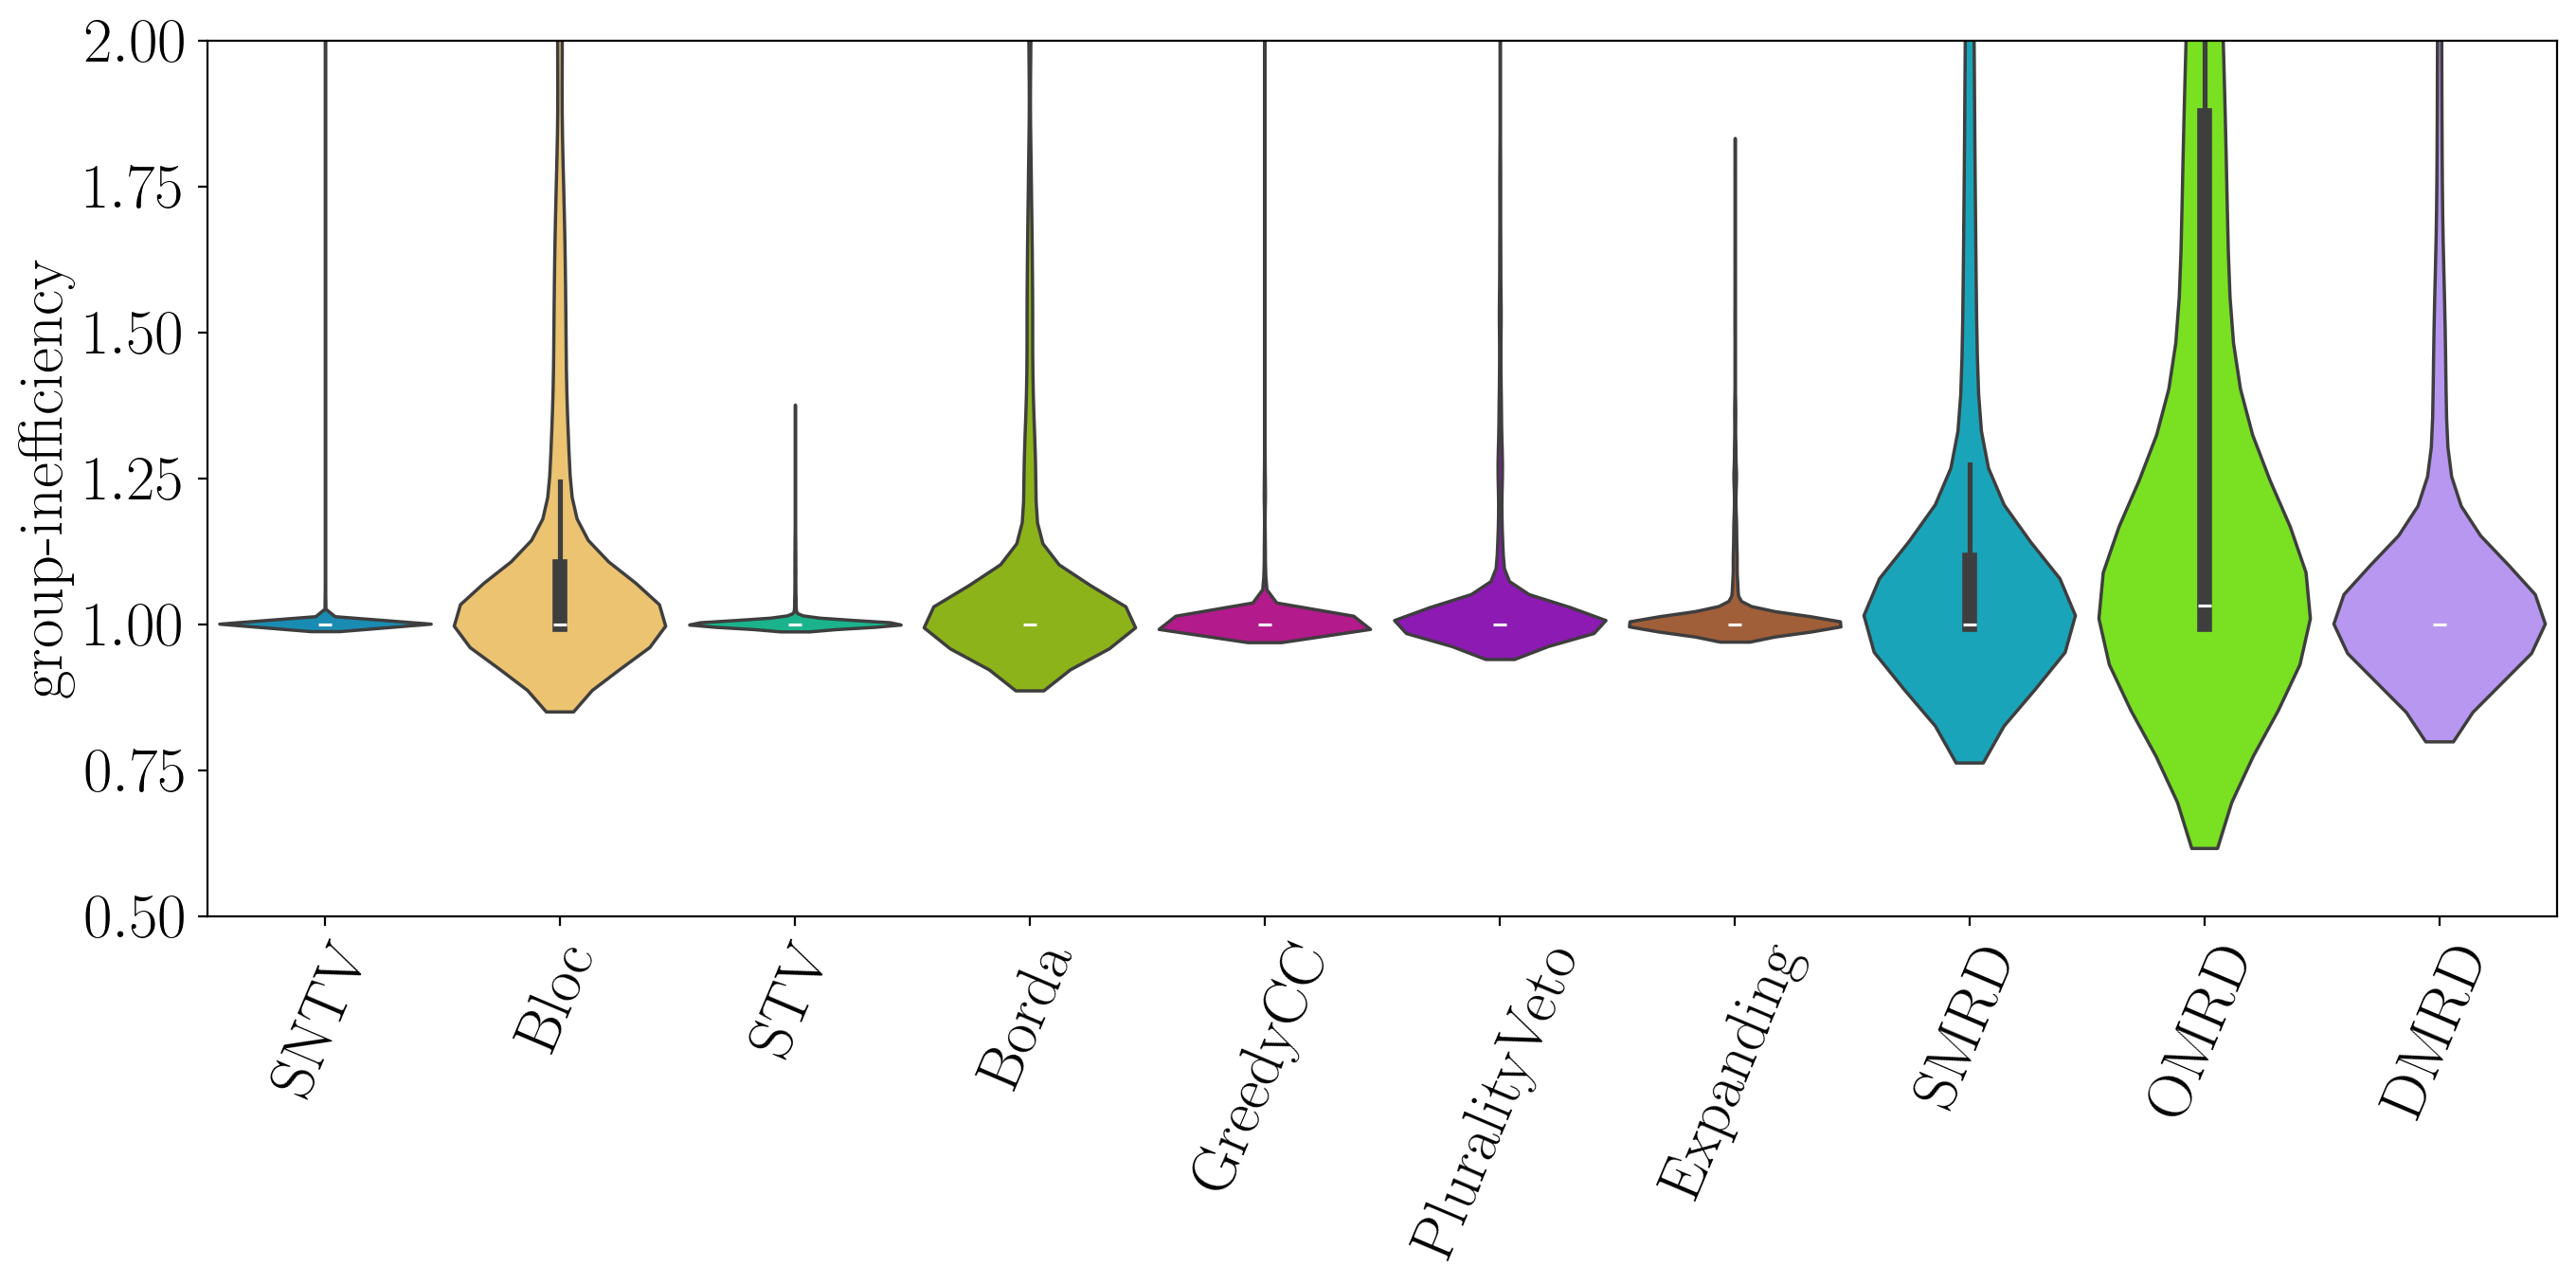 group-inefficiency
2.00
1.75
1.50
1.25
1.00
0.75
0.50
SNTV
Bloc
STV
Borda
GreedyCC
PluralityVeto
Expanding
SMRD
OMRD
DMRD